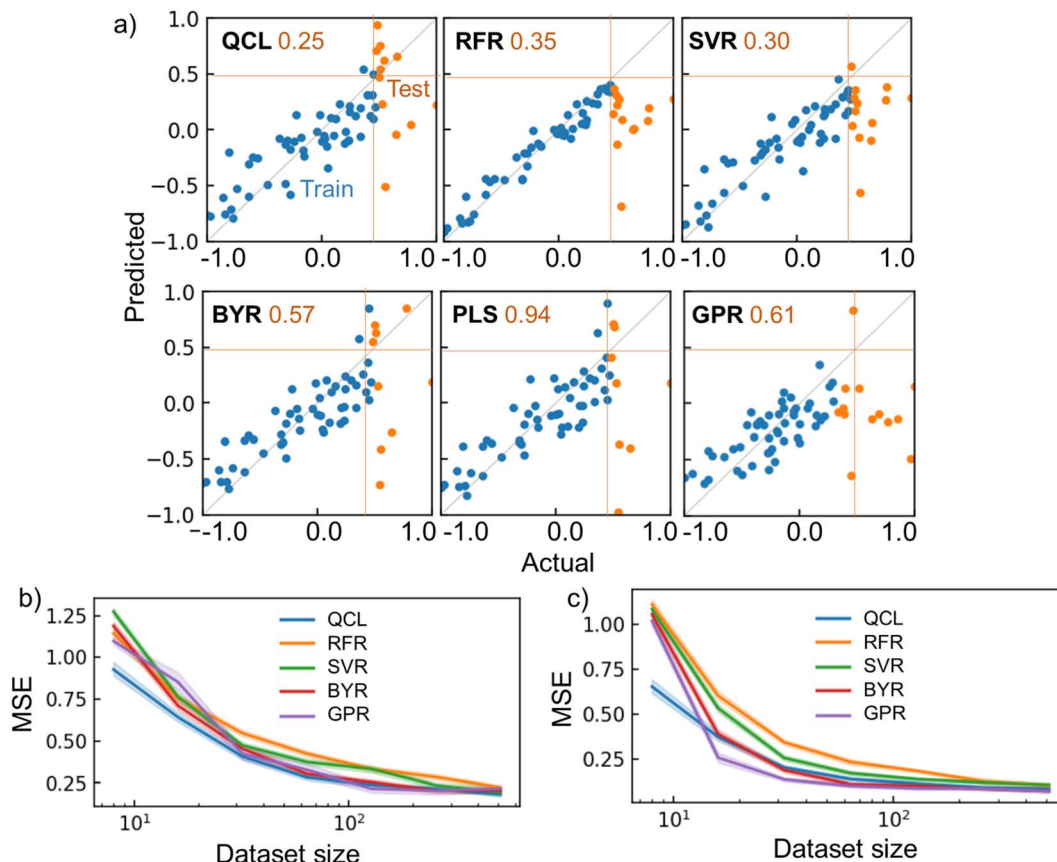 a)
QCL 0.25
RFR 0.35
SVR 0.30
Test
Train
1.0
0.5
0.0
−0.5
−1.0
-1.0 0.0 1.0
-1.0 0.0 1.0
-1.0 0.0 1.0
Predicted
BYR 0.57
PLS 0.94
GPR 0.61
1.0
0.5
0.0
−0.5
−1.0
-1.0 0.0 1.0
-1.0 0.0 1.0
-1.0 0.0 1.0
Actual
b)
MSE
1.25
1.00
0.75
0.50
0.25
QCL
RFR
SVR
BYR
GPR
10¹ 10²
Dataset size
c)
MSE
1.00
0.75
0.50
0.25
QCL
RFR
SVR
BYR
GPR
10¹ 10²
Dataset size